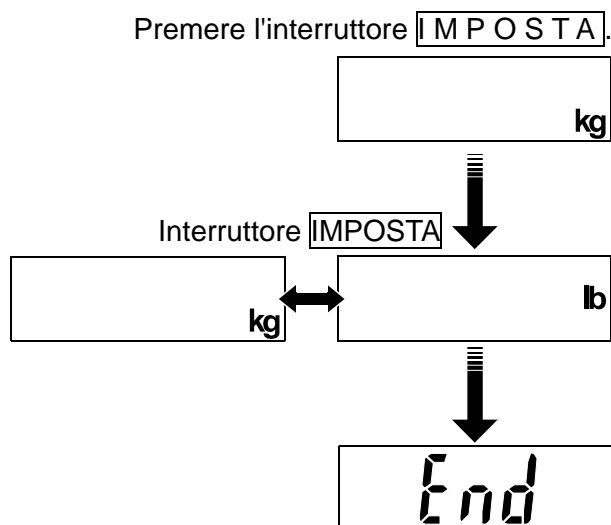 Premere l'interruttore I M P O S T A.
kg
Interruttore IMPOSTA
kg
lb
End